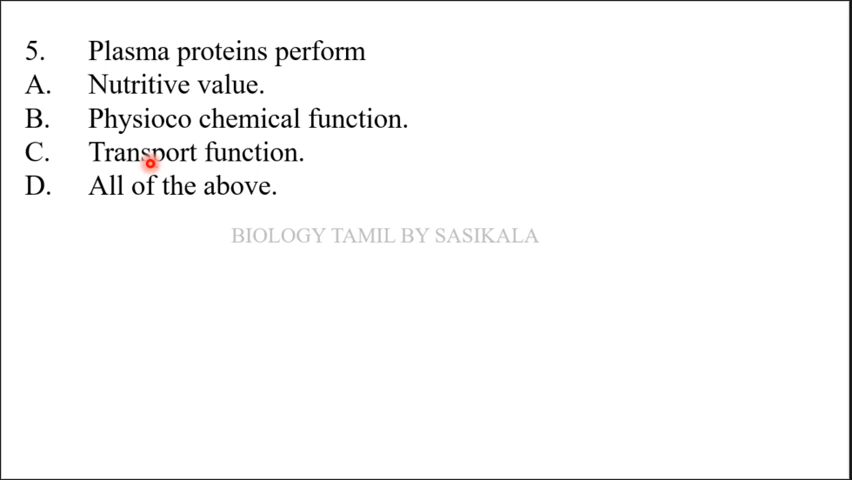 5. Plasma proteins perform
A. Nutritive value.
B. Physioco chemical function.
C. Transport function.
D. All of the above.
BIOLOGY TAMIL BY SASIKALA